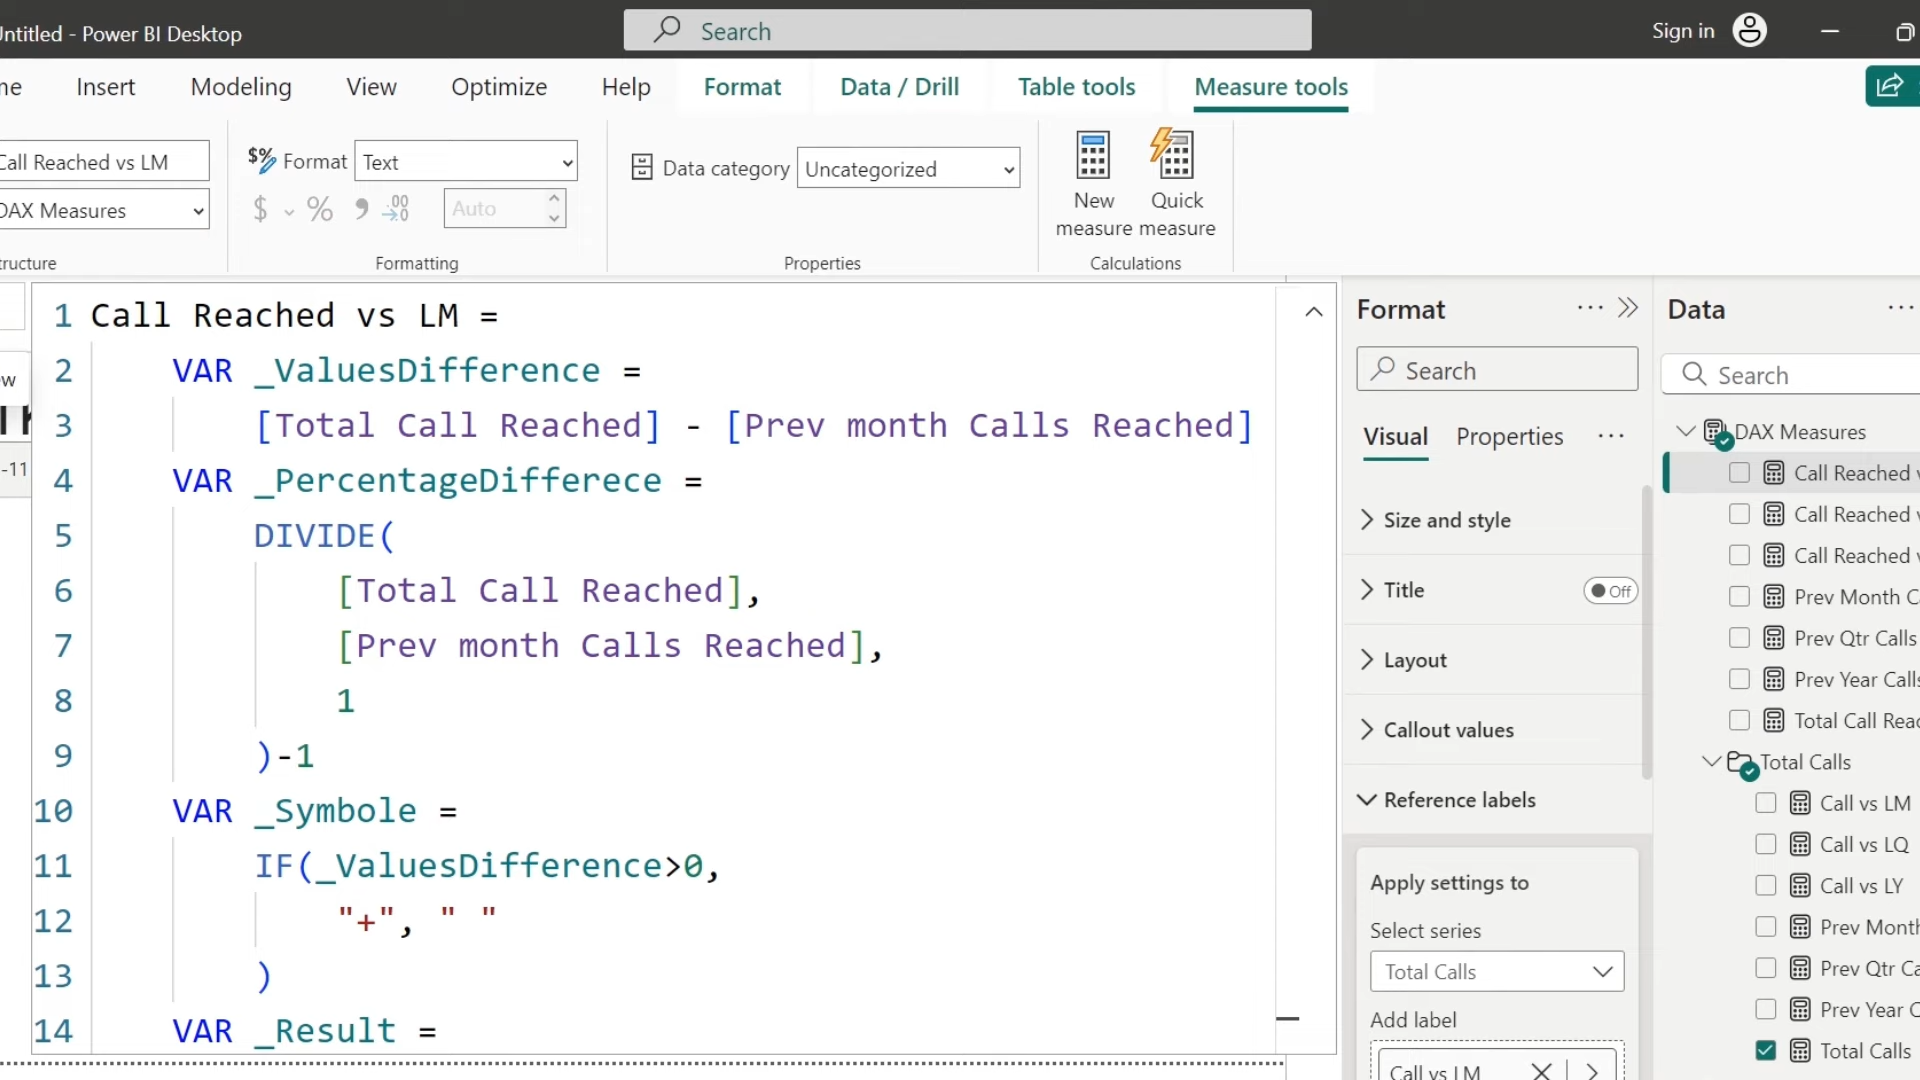 Untitled - Power BI Desktop
Search
Sign in
Insert
Modeling
View
Optimize
Help
Format
Data / Drill
Table tools
Measure tools
Call Reached vs LM
$% Format
Text
Data category
Uncategorized
New
measure
Quick
measure
DAX Measures
$ % , .00
Auto
Formatting
Properties
Calculations
1 Call Reached vs LM =
2 VAR _ValuesDifference =
3 [Total Call Reached] - [Prev month Calls Reached]
4 VAR _PercentageDifferece =
5 DIVIDE(
6 [Total Call Reached],
7 [Prev month Calls Reached],
8 1
9 )-1
10 VAR _Symbole =
11 IF(_ValuesDifference>0,
12 "+", " "
13 )
14 VAR _Result =
-11
Format
Search
Visual
Properties
Size and style
Title
Off
Layout
Callout values
Reference labels
Apply settings to
Select series
Total Calls
Add label
Call vs LM
Data
Search
DAX Measures
Call Reached v
Call Reached v
Call Reached v
Prev Month C
Prev Qtr Calls
Prev Year Calls
Total Call Reac
Total Calls
Call vs LM
Call vs LQ
Call vs LY
Prev Month
Prev Qtr Ca
Prev Year C
Total Calls